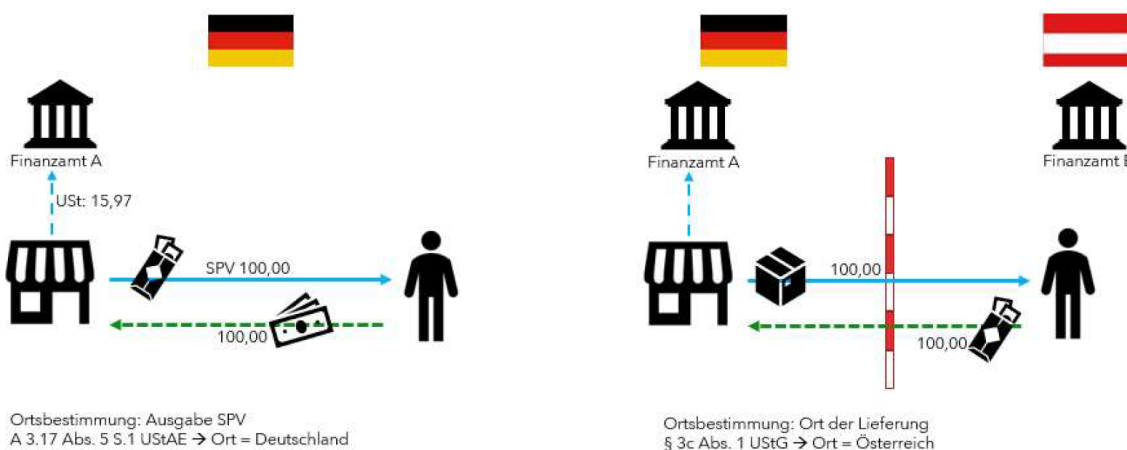 Finanzamt A
USt: 15,97
SPV 100,00
100,00
Ortsbestimmung: Ausgabe SPV
A 3.17 Abs. 5 S.1 UStAE → Ort = Deutschland
Finanzamt A
Finanzamt E
100,00
100,00
Ortsbestimmung: Ort der Lieferung
§ 3c Abs. 1 UStG → Ort = Österreich